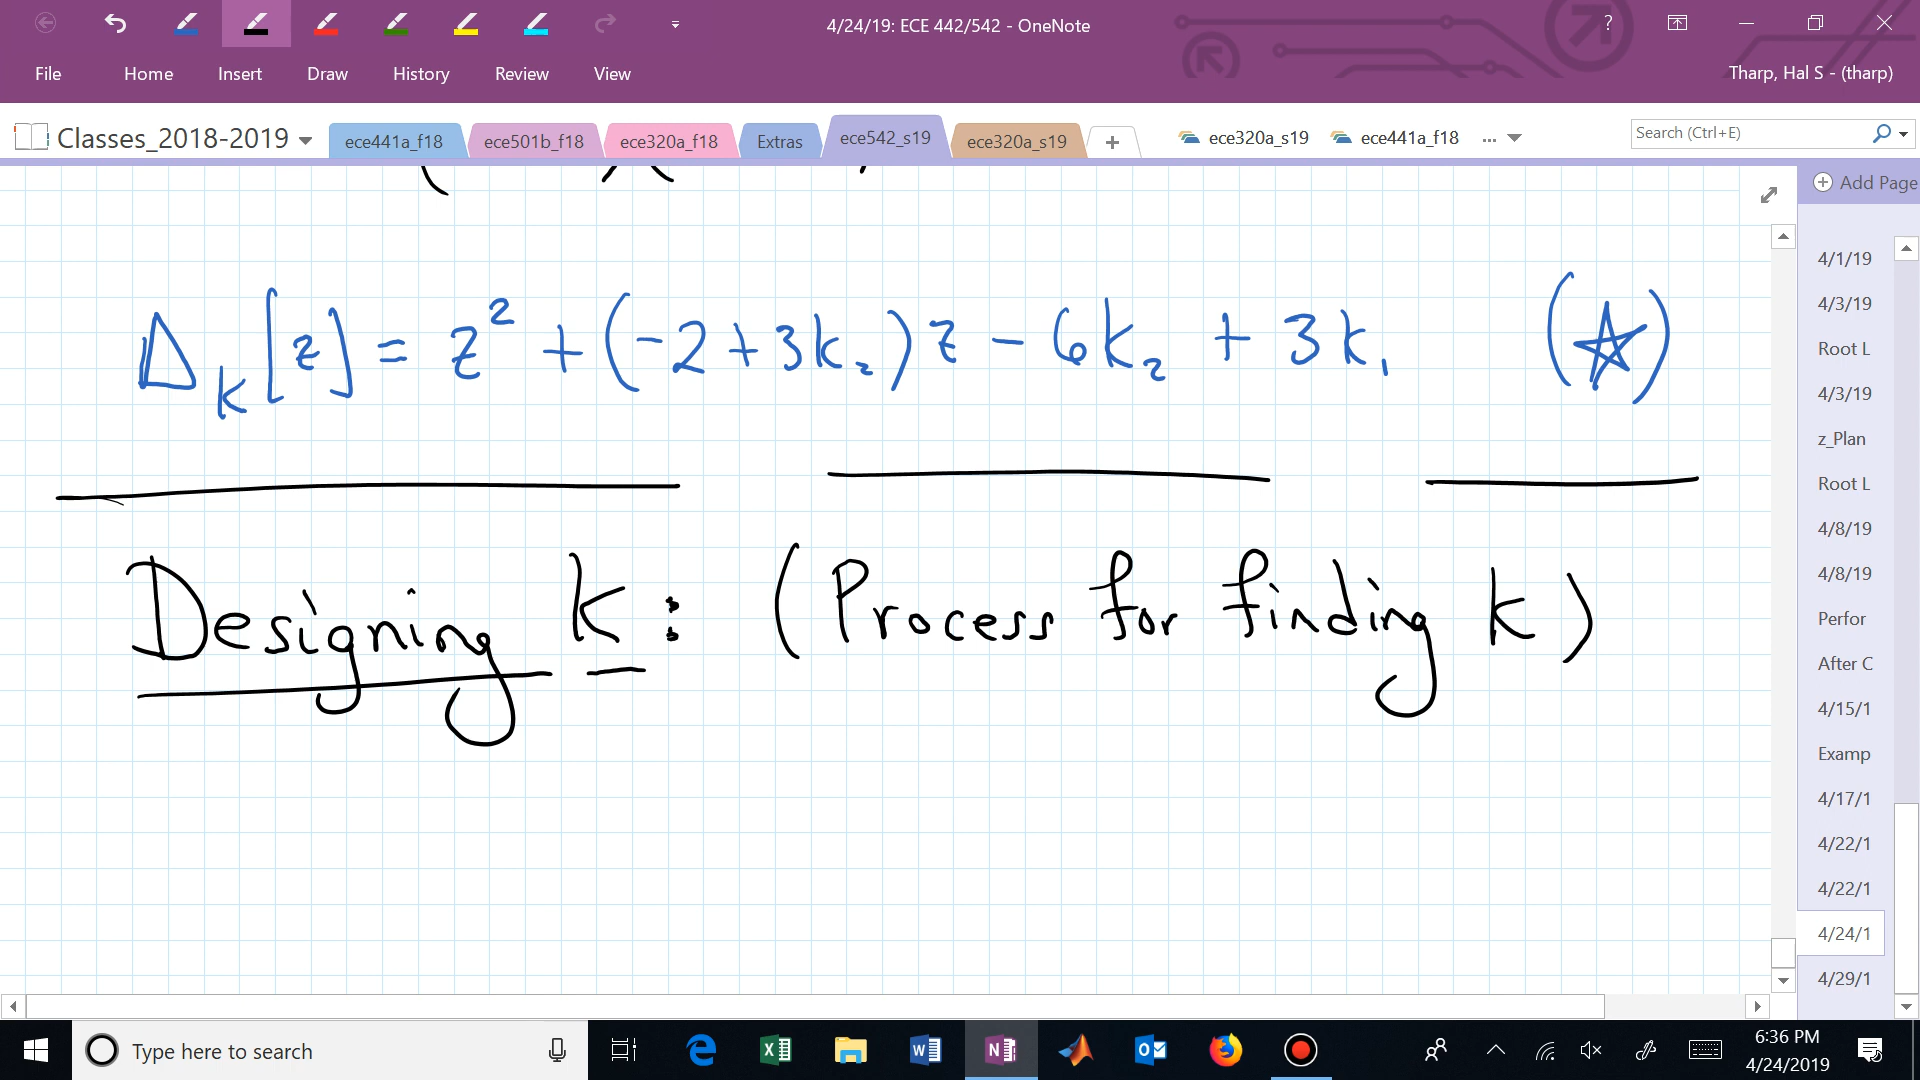 4/24/19: ECE 442/542 - OneNote
?
File Home Insert Draw History Review View
Tharp, Hal S - (tharp)
Classes_2018-2019
ece441a_f18 ece501b_f18 ece320a_f18 Extras ece542_s19 ece320a_s19 +
ece320a_s19 ece441a_f18 ...
Search (Ctrl+E)
Add Page
4/1/19
4/3/19
Root L
4/3/19
z_Plan
Root L
4/8/19
4/8/19
Perfor
After C
4/15/1
Examp
4/17/1
4/22/1
4/22/1
4/24/1
4/29/1
Δ_K[z] = z² + (-2+3k₂)z - 6k₂ + 3k₁ (☆)
Designing K: (Process for finding K)
Type here to search
6:36 PM
4/24/2019